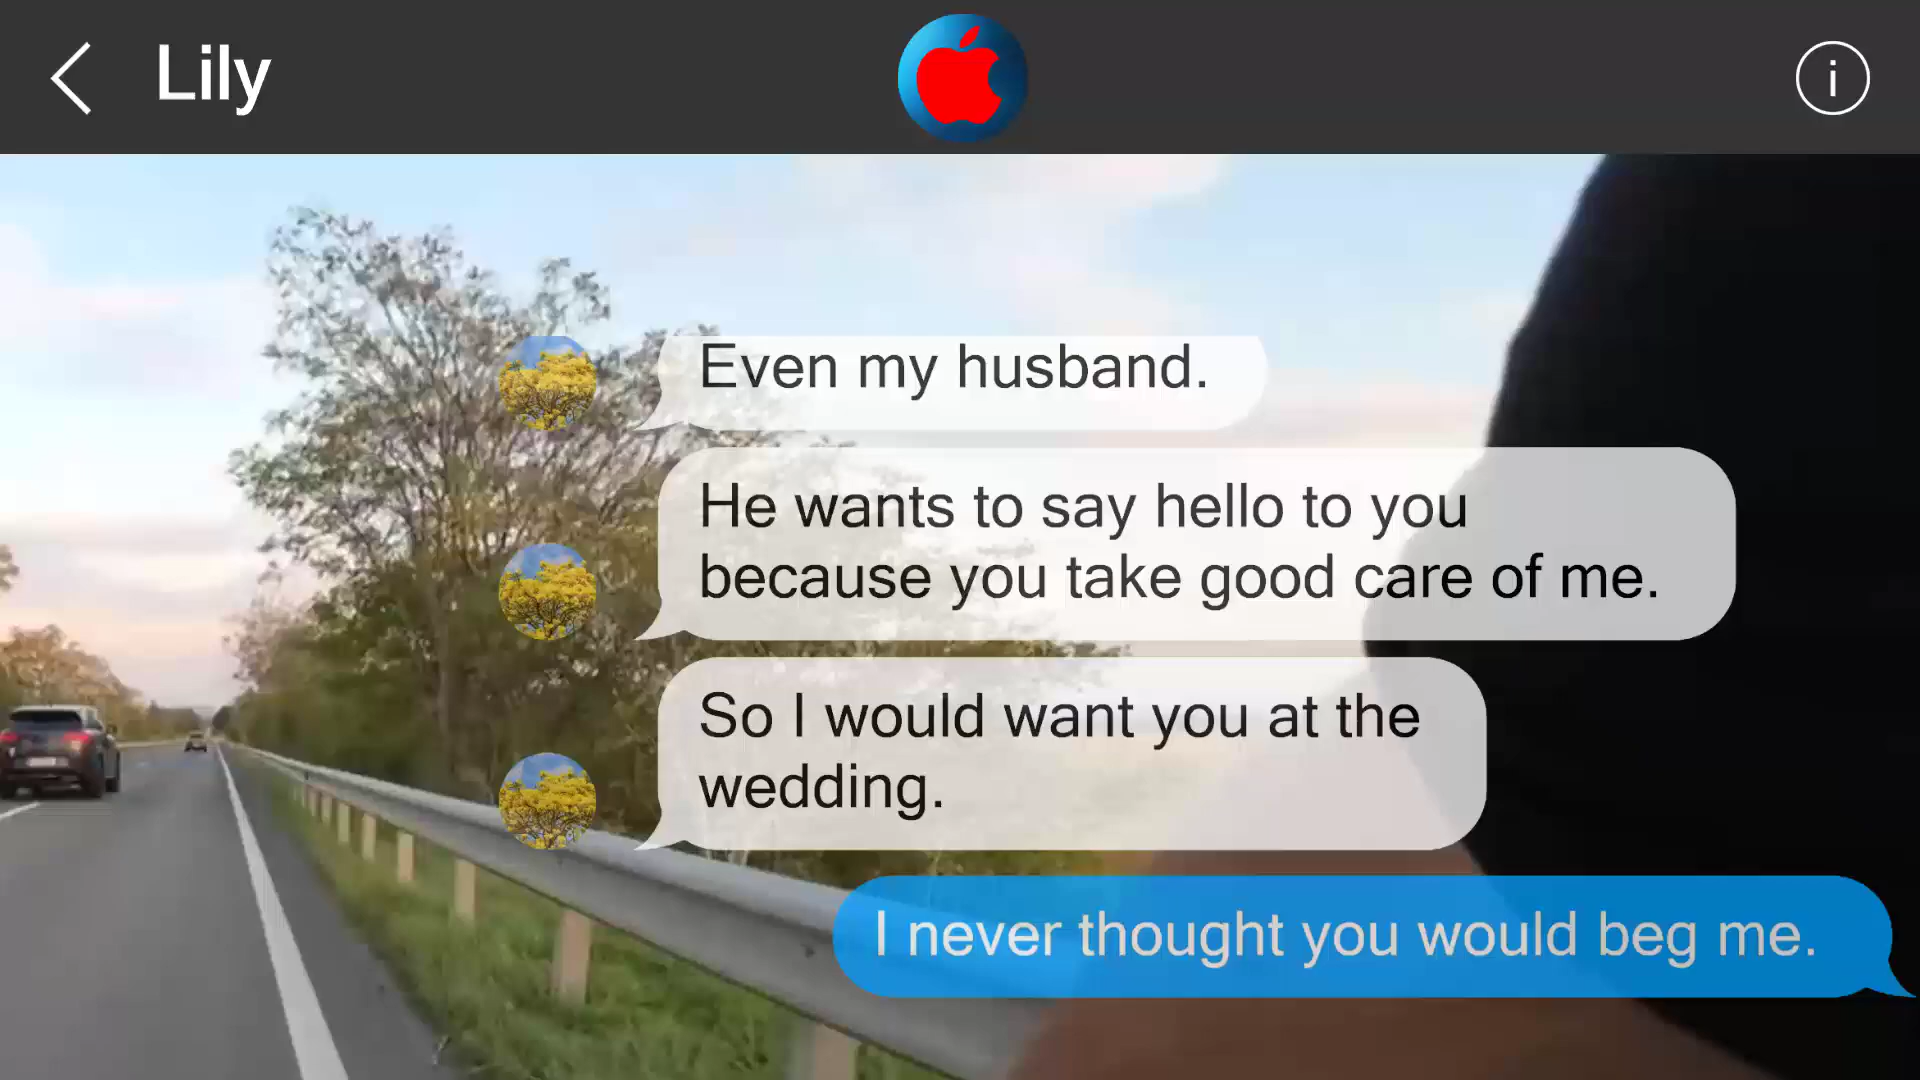 Lily
Even my husband.
He wants to say hello to you
because you take good care of me.
So I would want you at the
wedding.
I never thought you would beg me.